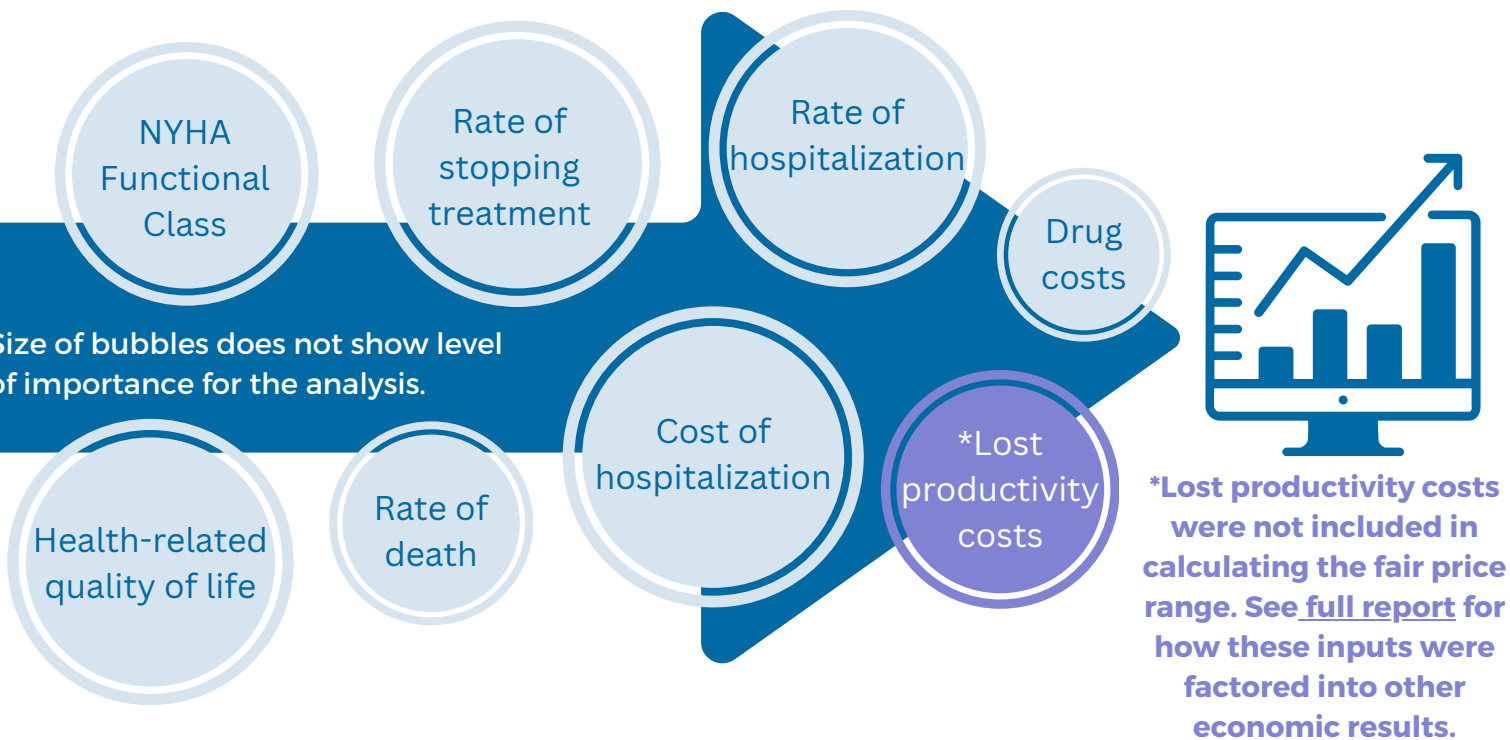 NYHA
Functional
Class
Rate of
stopping
treatment
Rate of
hospitalization
Drug
costs
Size of bubbles does not show level
of importance for the analysis.
Health-related
quality of life
Rate of
death
Cost of
hospitalization
*Lost
productivity
costs
*Lost productivity costs
were not included in
calculating the fair price
range. See full report for
how these inputs were
factored into other
economic results.